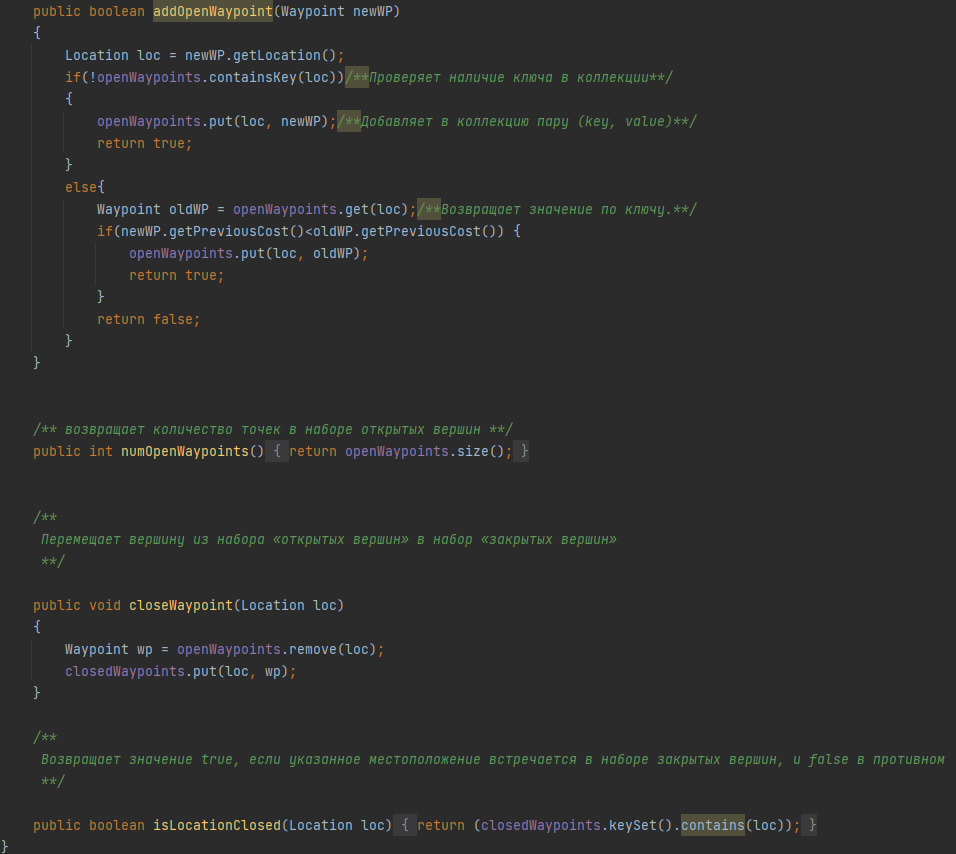 public boolean addOpenWaypoint(Waypoint newWP)
{
Location loc = newWP.getLocation();
if(!openWaypoints.containsKey(loc))/**Проверяет наличие ключа в коллекции**/
{
openWaypoints.put(loc, newWP);/**Добавляет в коллекцию пару (key, value)**/
return true;
}
else{
Waypoint oldWP = openWaypoints.get(loc);/**Возвращает значение по ключу.**/
if(newWP.getPreviousCost()<oldWP.getPreviousCost()) {
openWaypoints.put(loc, oldWP);
return true;
}
return false;
}
}
/** возвращает количество точек в наборе открытых вершин **/
public int numOpenWaypoints() { return openWaypoints.size(); }
/**
Перемещает вершину из набора «открытых вершин» в набор «закрытых вершин»
**/
public void closeWaypoint(Location loc)
{
Waypoint wp = openWaypoints.remove(loc);
closedWaypoints.put(loc, wp);
}
/**
Возвращает значение true, если указанное местоположение встречается в наборе закрытых вершин, и false в противном
**/
public boolean isLocationClosed(Location loc) { return (closedWaypoints.keySet().contains(loc)); }
}